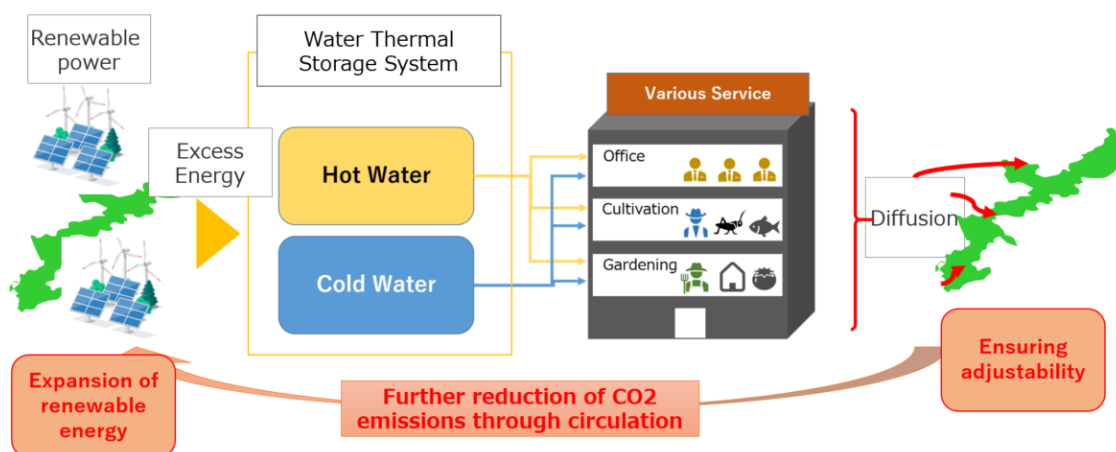 Renewable
power
Water Thermal
Storage System
Excess
Energy
Hot Water
Cold Water
Various Service
Office
Cultivation
Gardening
Diffusion
Expansion of
renewable
energy
Further reduction of CO2
emissions through circulation
Ensuring
adjustability